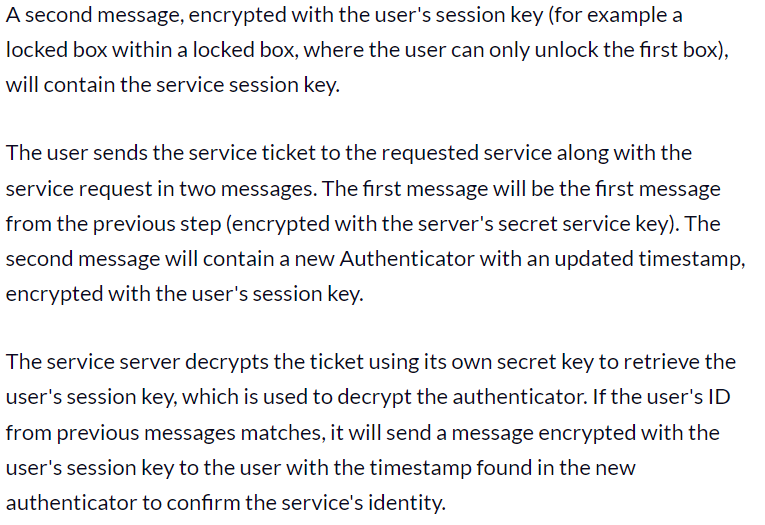 A second message, encrypted with the user's session key (for example a
locked box within a locked box, where the user can only unlock the first box),
will contain the service session key.
The user sends the service ticket to the requested service along with the
service request in two messages. The first message will be the first message
from the previous step (encrypted with the server's secret service key). The
second message will contain a new Authenticator with an updated timestamp,
encrypted with the user's session key.
The service server decrypts the ticket using its own secret key to retrieve the
user's session key, which is used to decrypt the authenticator. If the user's ID
from previous messages matches, it will send a message encrypted with the
user's session key to the user with the timestamp found in the new
authenticator to confirm the service's identity.